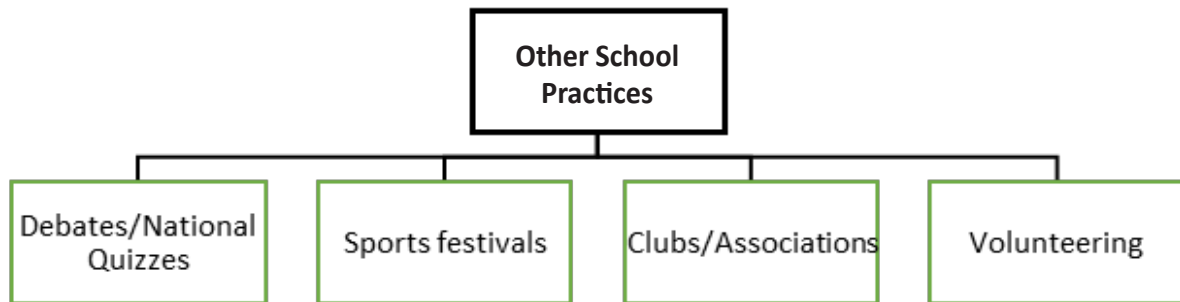 Other School
Practices
Debates/National
Quizzes
Sports festivals
Clubs/Associations
Volunteering